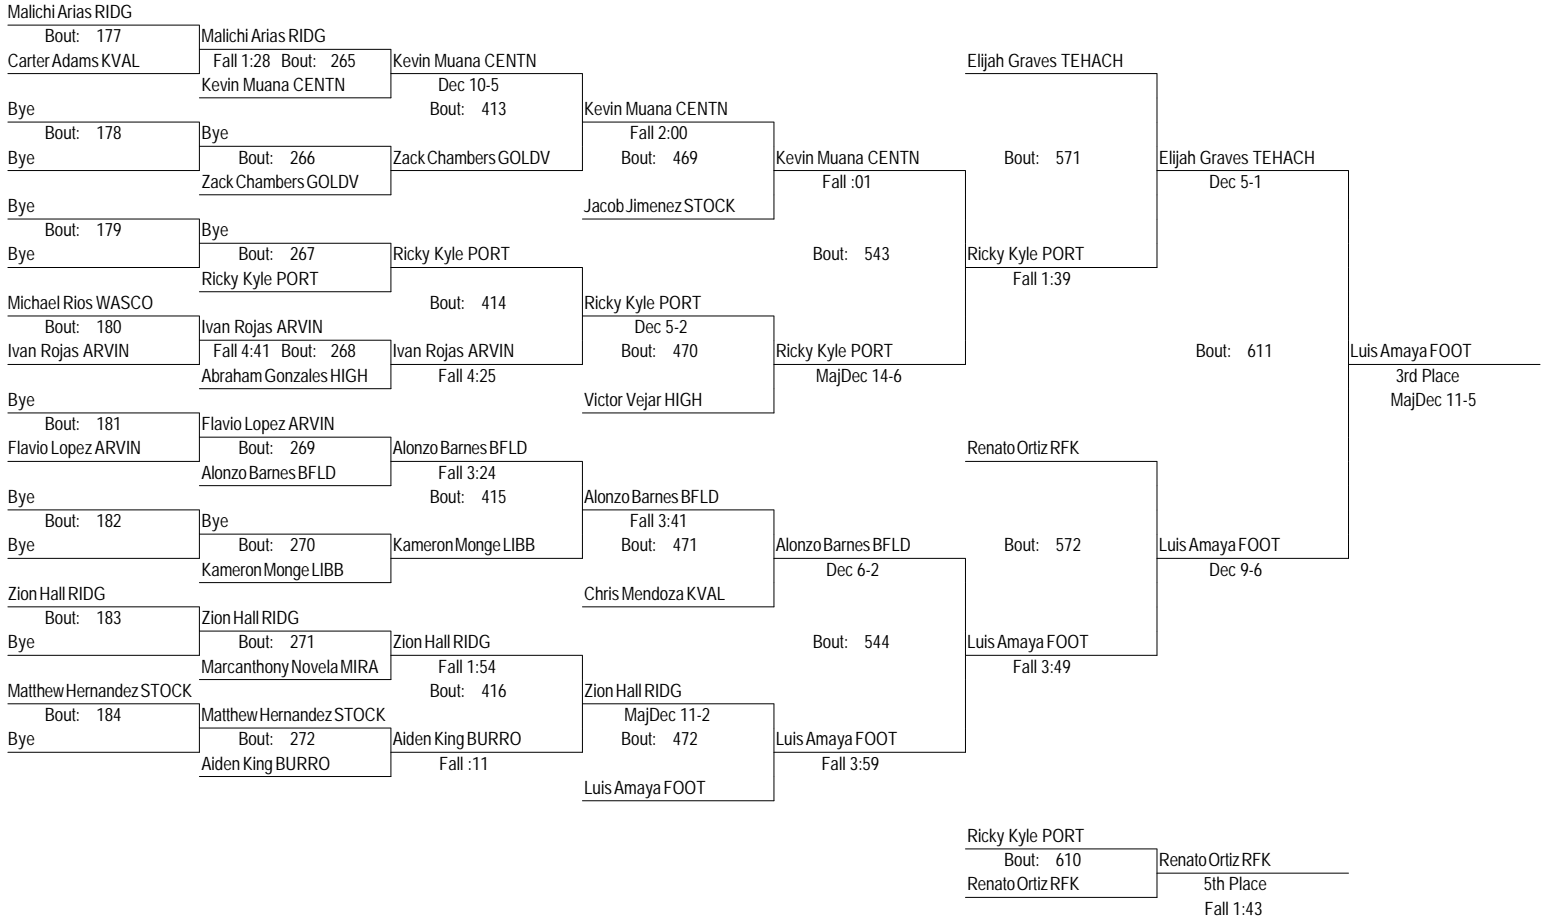 Malichi Arias RIDG
Bout: 177
Carter Adams KVAL
Bye
Bout: 178
Bye
Bye
Bout: 179
Bye
Michael Rios WASCO
Bout: 180
Ivan Rojas ARVIN
Bye
Bout: 181
Flavio Lopez ARVIN
Bye
Bout: 182
Bye
Zion Hall RIDG
Bout: 183
Bye
Matthew Hernandez STOCK
Bout: 184
Bye
Malichi Arias RIDG
Fall 1:28 Bout: 265
Kevin Muana CENTN
Bye
Bout: 266
Zack Chambers GOLDV
Bye
Bout: 267
Ricky Kyle PORT
Ivan Rojas ARVIN
Fall 4:41 Bout: 268
Abraham Gonzales HIGH
Flavio Lopez ARVIN
Bout: 269
Alonzo Barnes BFLD
Bye
Bout: 270
Kameron Monge LIBB
Zion Hall RIDG
Bout: 271
Marcanthony Novela MIRA
Matthew Hernandez STOCK
Bout: 272
Aiden King BURRO
Kevin Muana CENTN
Dec 10-5
Bout: 413
Zack Chambers GOLDV
Ricky Kyle PORT
Bout: 414
Ivan Rojas ARVIN
Fall 4:25
Alonzo Barnes BFLD
Fall 3:24
Bout: 415
Kameron Monge LIBB
Zion Hall RIDG
Fall 1:54
Bout: 416
Aiden King BURRO
Fall :11
Kevin Muana CENTN
Fall 2:00
Bout: 469
Jacob Jimenez STOCK
Ricky Kyle PORT
Dec 5-2
Bout: 470
Victor Vejar HIGH
Alonzo Barnes BFLD
Fall 3:41
Bout: 471
Chris Mendoza KVAL
Zion Hall RIDG
MajDec 11-2
Bout: 472
Luis Amaya FOOT
Kevin Muana CENTN
Fall :01
Bout: 543
Ricky Kyle PORT
MajDec 14-6
Alonzo Barnes BFLD
Dec 6-2
Bout: 544
Luis Amaya FOOT
Fall 3:59
Elijah Graves TEHACH
Bout: 571
Ricky Kyle PORT
Fall 1:39
Renato Ortiz RFK
Bout: 572
Luis Amaya FOOT
Fall 3:49
Elijah Graves TEHACH
Dec 5-1
Bout: 611
Luis Amaya FOOT
Dec 9-6
Luis Amaya FOOT
3rd Place
MajDec 11-5
Ricky Kyle PORT
Bout: 610
Renato Ortiz RFK
Renato Ortiz RFK
5th Place
Fall 1:43